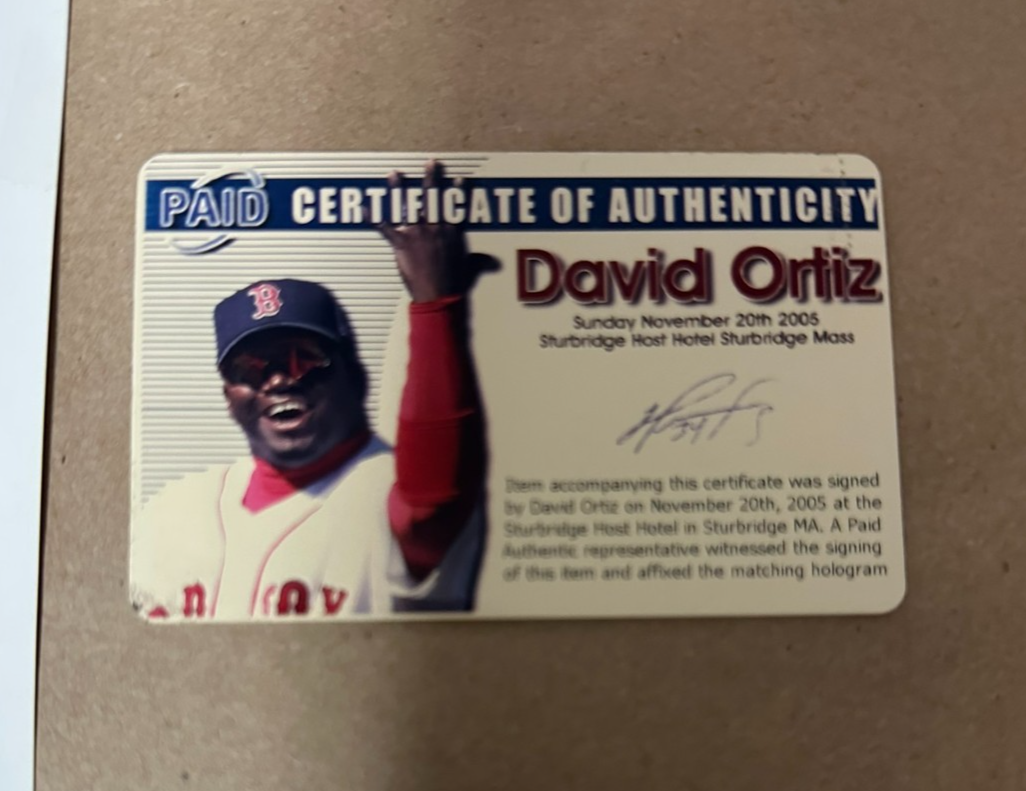 PAID CERTIFICATE OF AUTHENTICITY
David Ortiz
Sunday November 20th 2005
Sturbridge Host Hotel Sturbridge Mass
34
Item accompanying this certificate was signed
by David Ortiz on November 20th, 2005 at the
Sturbridge Host Hotel in Sturbridge MA. A Paid
Authentic representative witnessed the signing
of this item and affixed the matching hologram
B